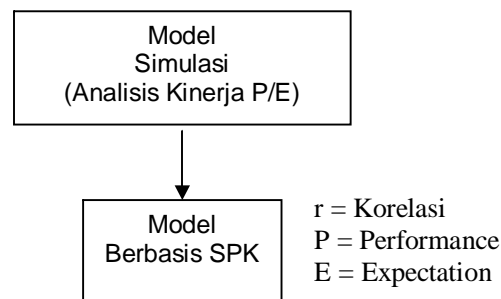 Model
Simulasi
(Analisis Kinerja P/E)
Model
Berbasis SPK
r = Korelasi
P = Performance
E = Expectation